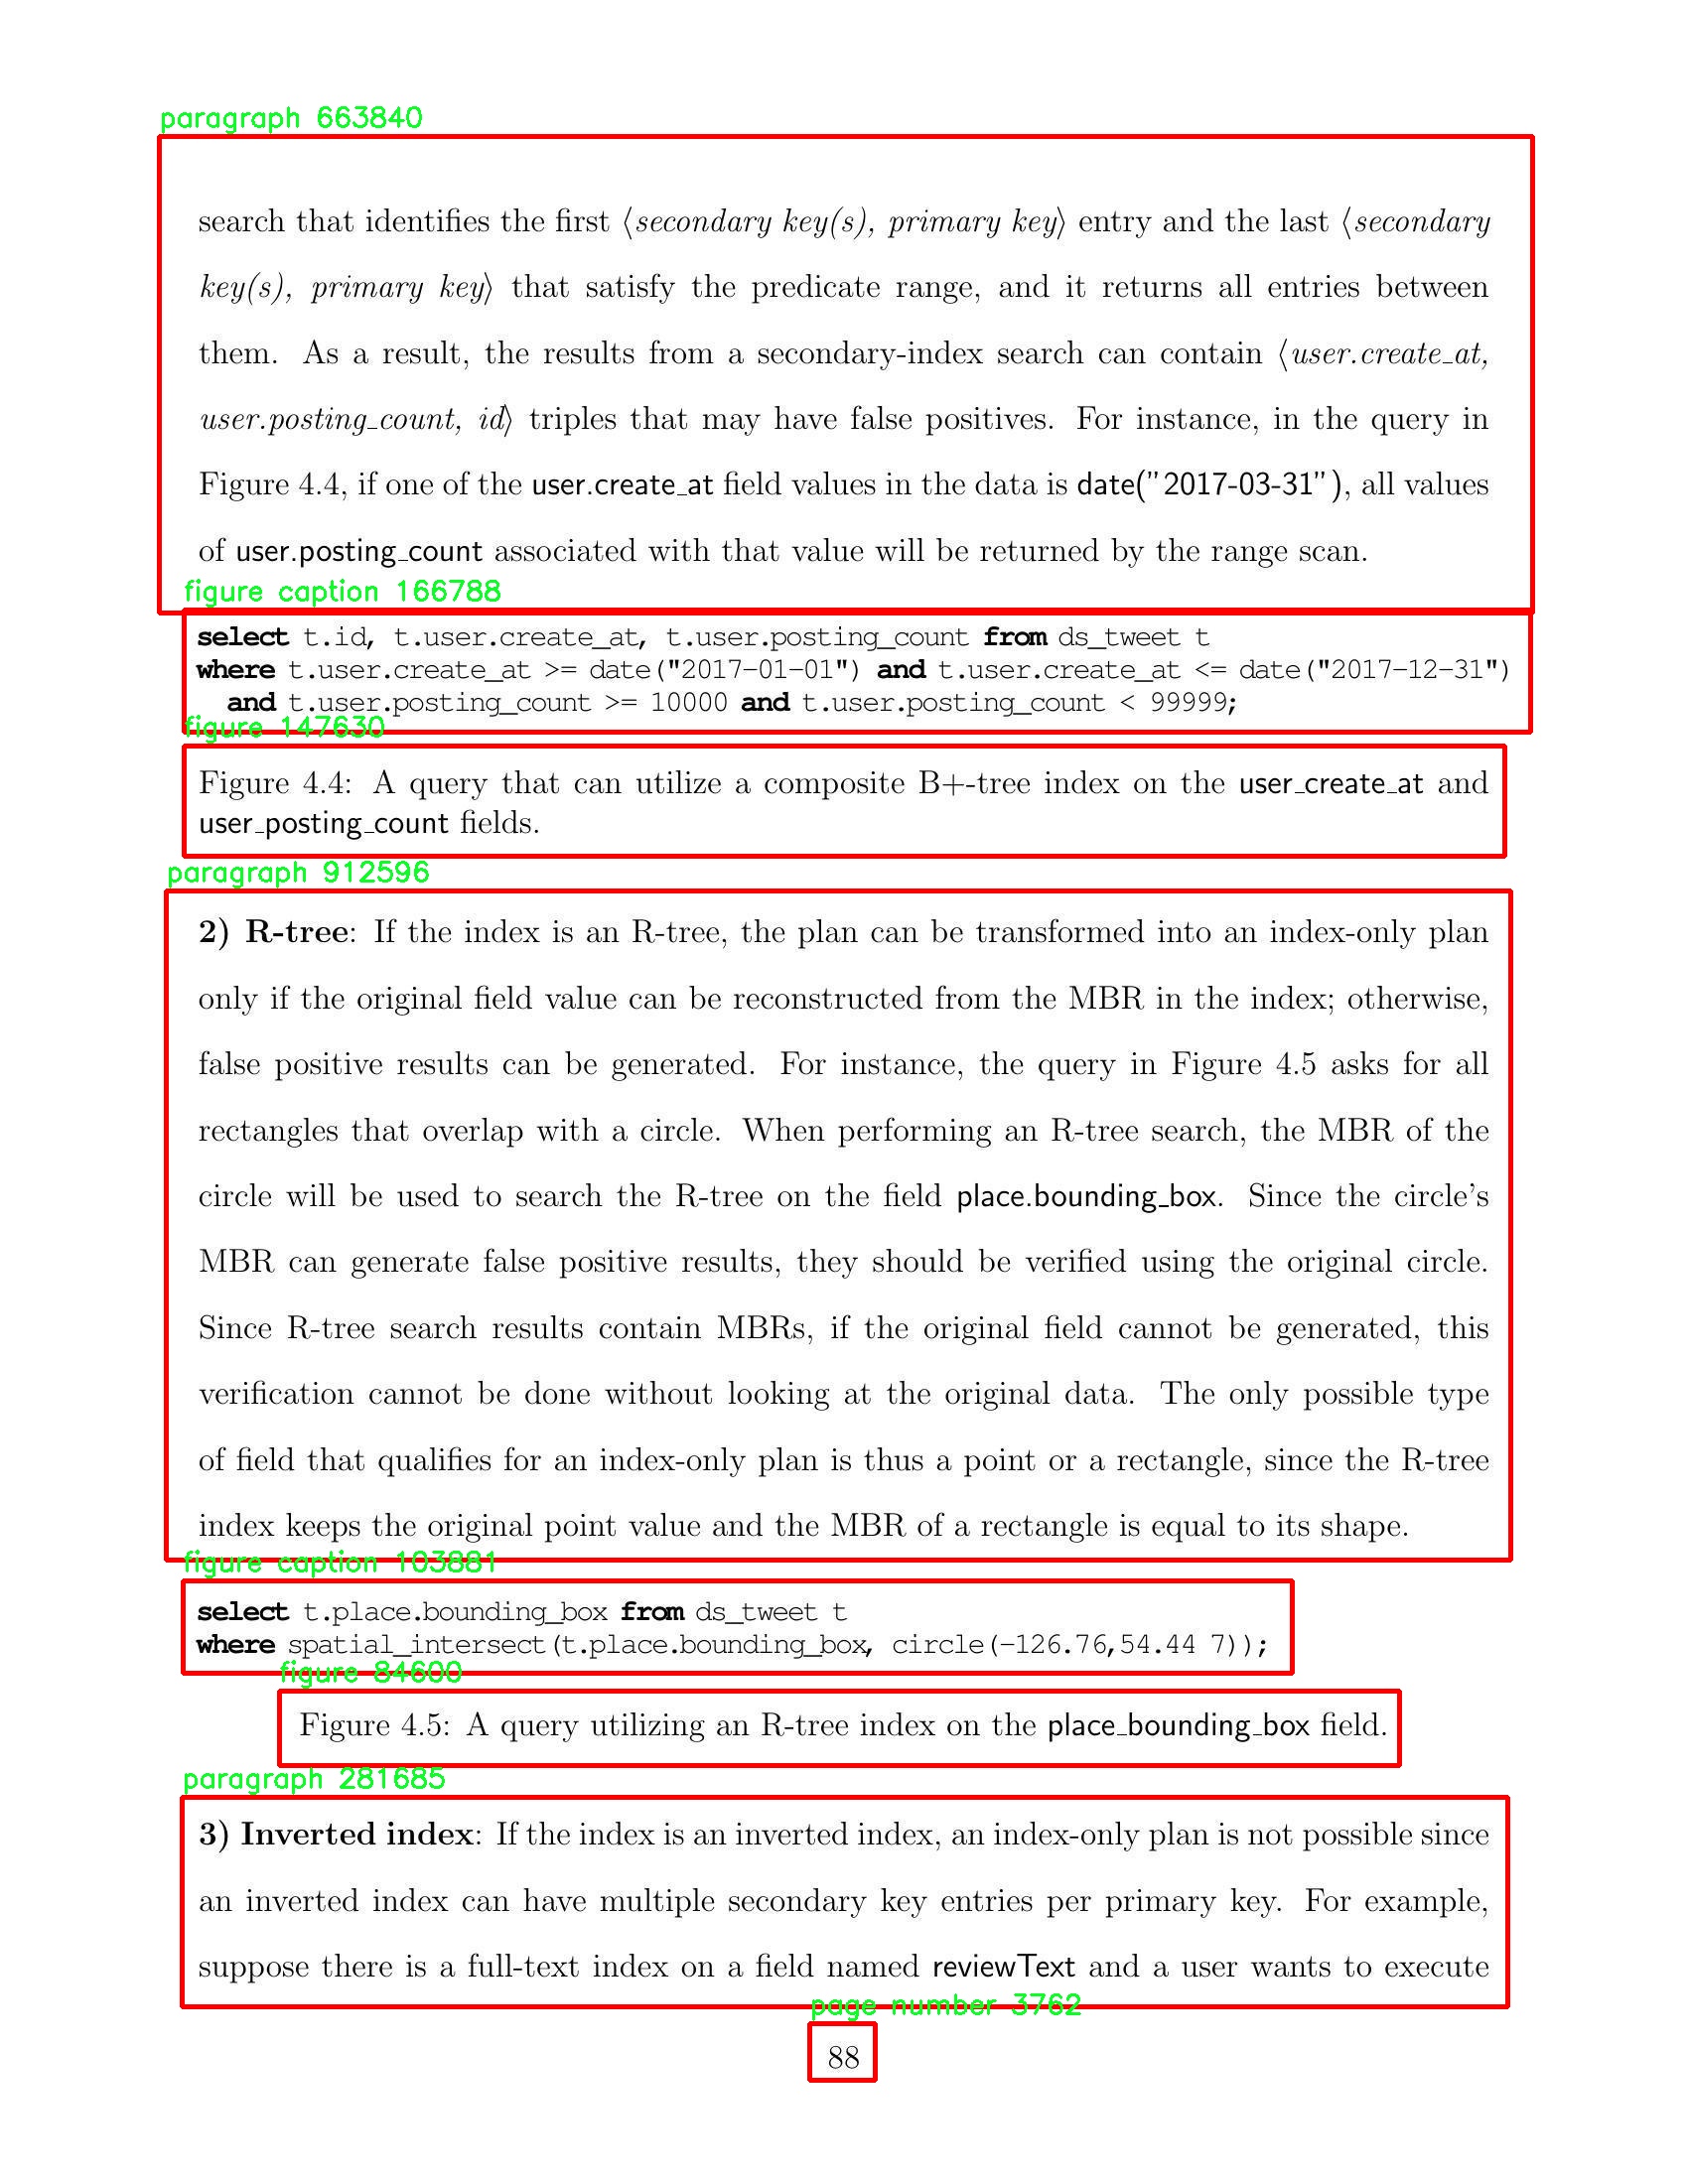 paragraph 663840
search that identifies the first ⟨secondary key(s), primary key⟩ entry and the last ⟨secondary
key(s), primary key⟩ that satisfy the predicate range, and it returns all entries between
them. As a result, the results from a secondary-index search can contain ⟨user.create_at,
user.posting_count, id⟩ triples that may have false positives. For instance, in the query in
Figure 4.4, if one of the user.create_at field values in the data is date("2017-03-31"), all values
of user.posting_count associated with that value will be returned by the range scan.
figure caption 166788
select t.id, t.user.create_at, t.user.posting_count from ds_tweet t
where t.user.create_at >= date("2017-01-01") and t.user.create_at <= date("2017-12-31")
and t.user.posting_count >= 10000 and t.user.posting_count < 99999;
figure 147630
Figure 4.4: A query that can utilize a composite B+-tree index on the user_create_at and
user_posting_count fields.
paragraph 912596
2) R-tree: If the index is an R-tree, the plan can be transformed into an index-only plan
only if the original field value can be reconstructed from the MBR in the index; otherwise,
false positive results can be generated. For instance, the query in Figure 4.5 asks for all
rectangles that overlap with a circle. When performing an R-tree search, the MBR of the
circle will be used to search the R-tree on the field place.bounding_box. Since the circle's
MBR can generate false positive results, they should be verified using the original circle.
Since R-tree search results contain MBRs, if the original field cannot be generated, this
verification cannot be done without looking at the original data. The only possible type
of field that qualifies for an index-only plan is thus a point or a rectangle, since the R-tree
index keeps the original point value and the MBR of a rectangle is equal to its shape.
figure caption 103881
select t.place.bounding_box from ds_tweet t
where spatial_intersect(t.place.bounding_box, circle(-126.76,54.44 7));
figure 84600
Figure 4.5: A query utilizing an R-tree index on the place_bounding_box field.
paragraph 281685
3) Inverted index: If the index is an inverted index, an index-only plan is not possible since
an inverted index can have multiple secondary key entries per primary key. For example,
suppose there is a full-text index on a field named reviewText and a user wants to execute
page number 3762
88